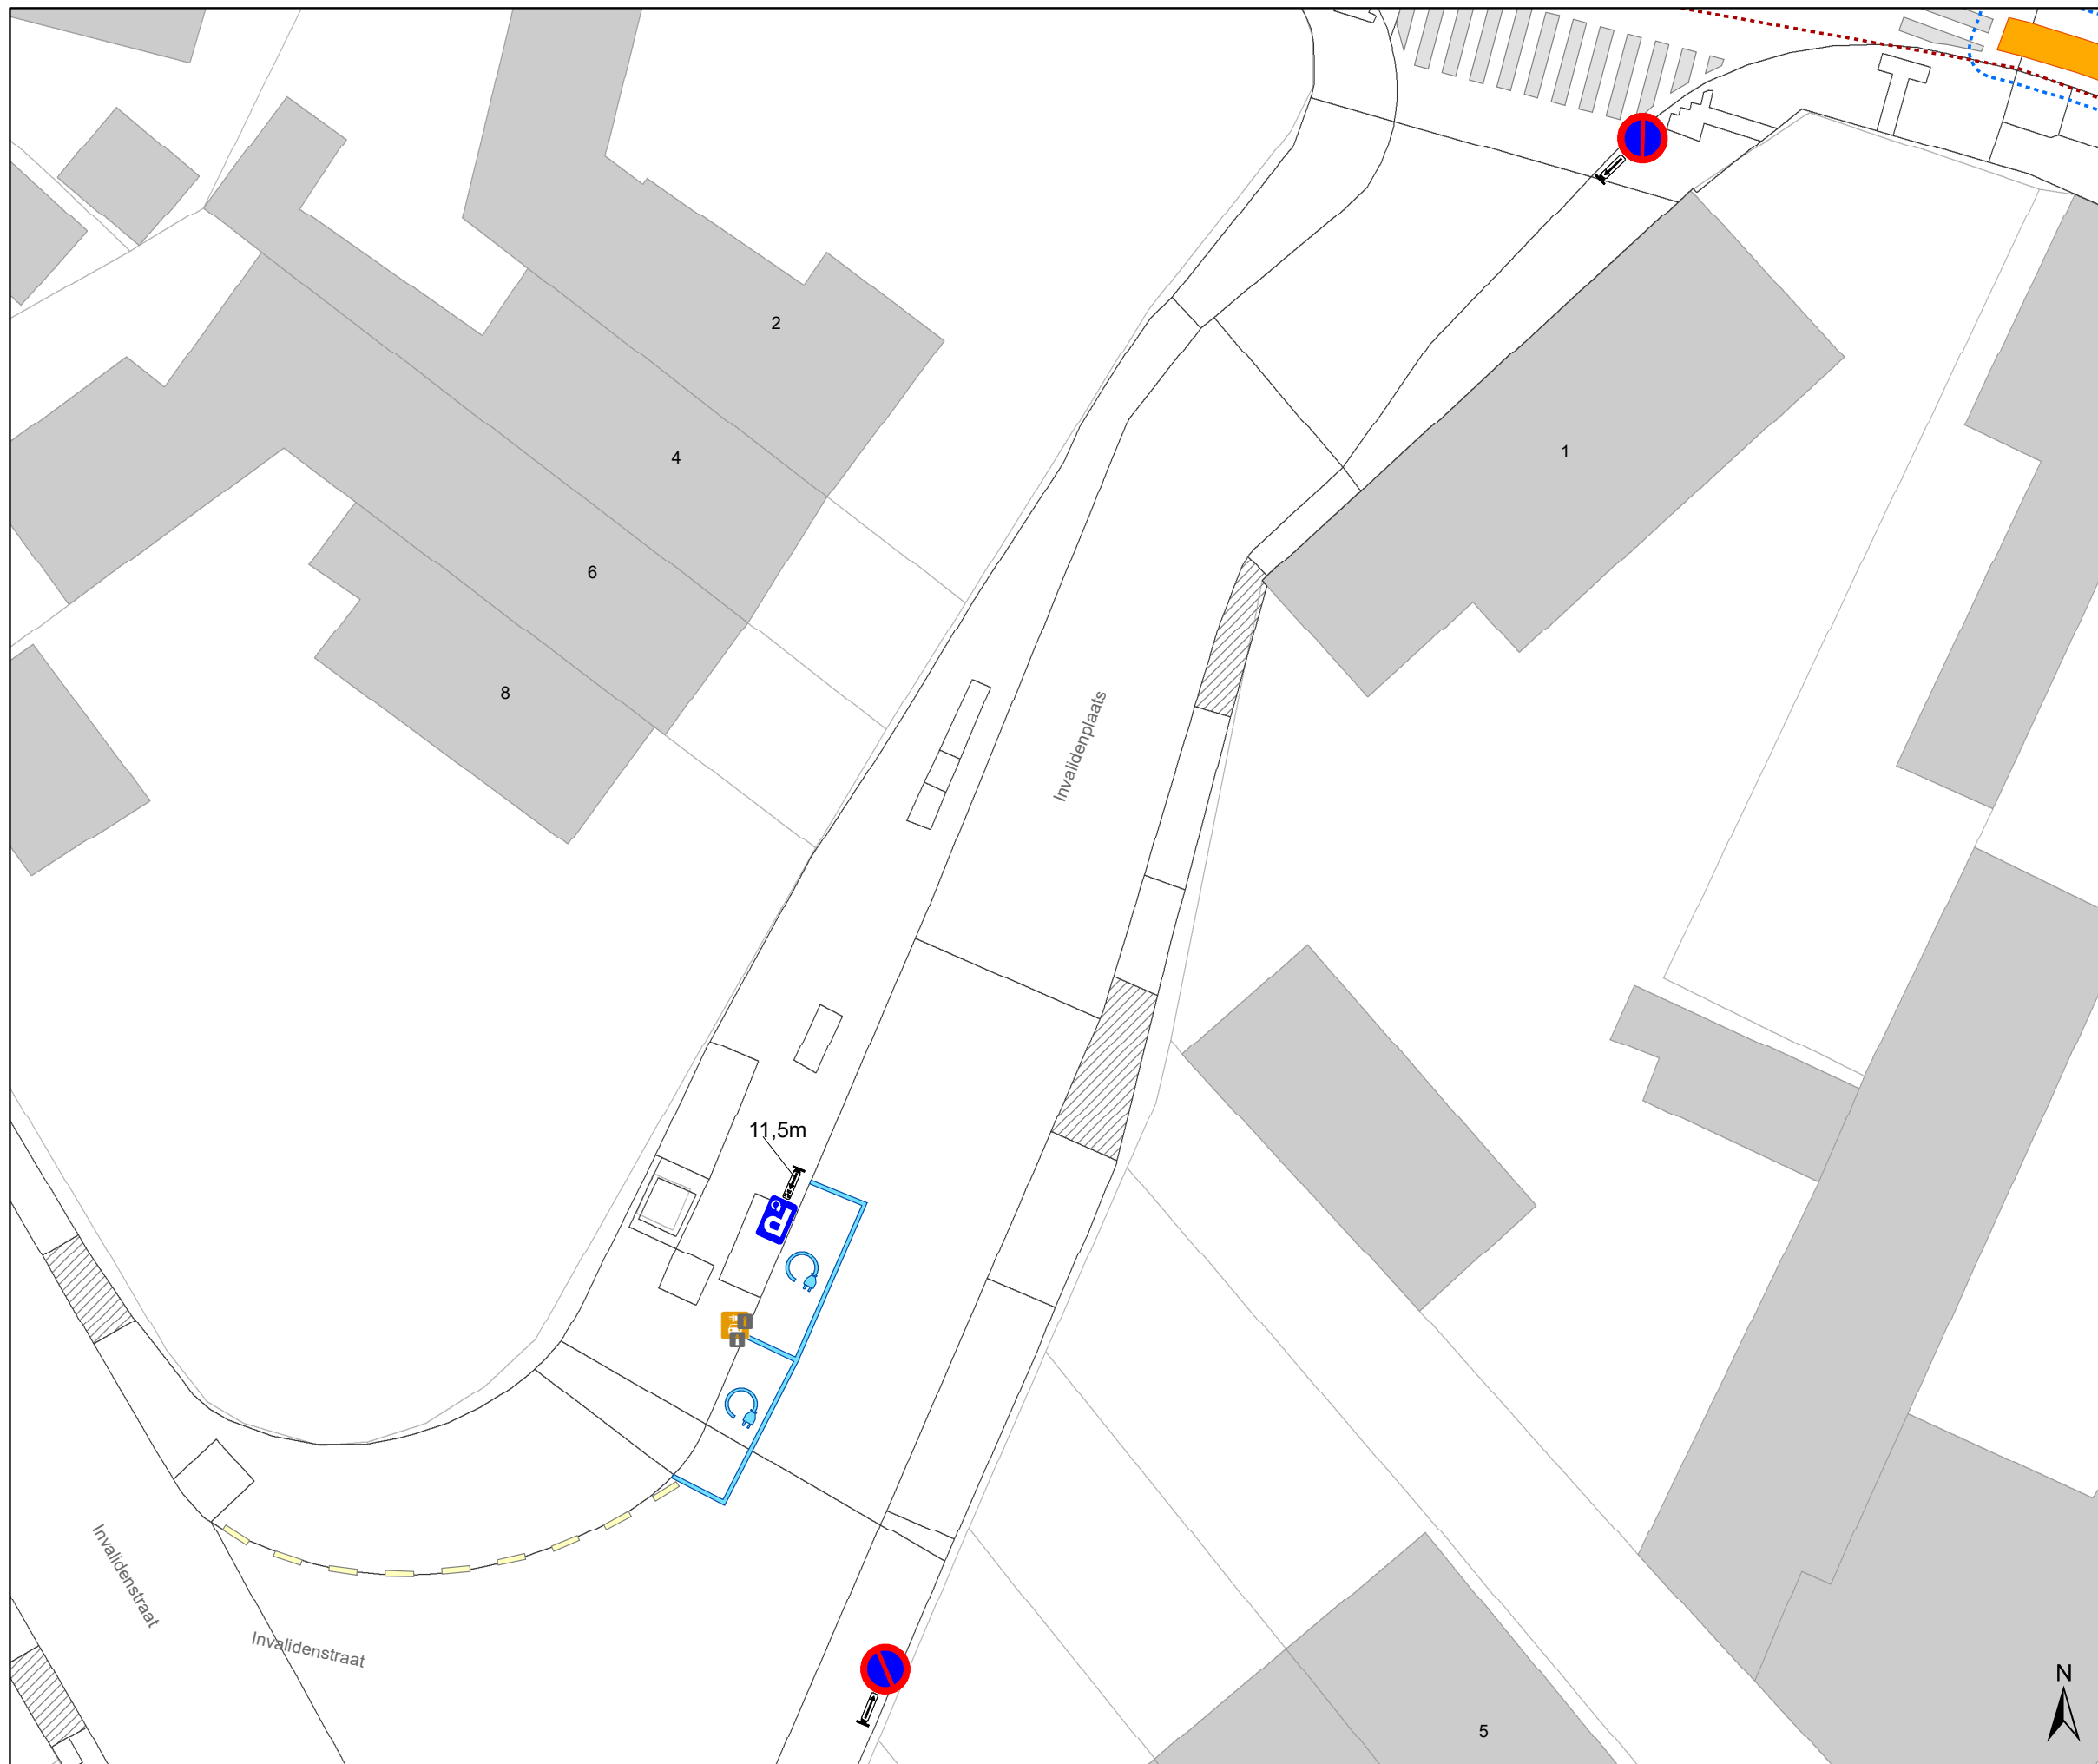 2
4
1
6
8
Invalidenplaats
11,5m
P
Invalidenstraat
Invalidenstraat
N
5